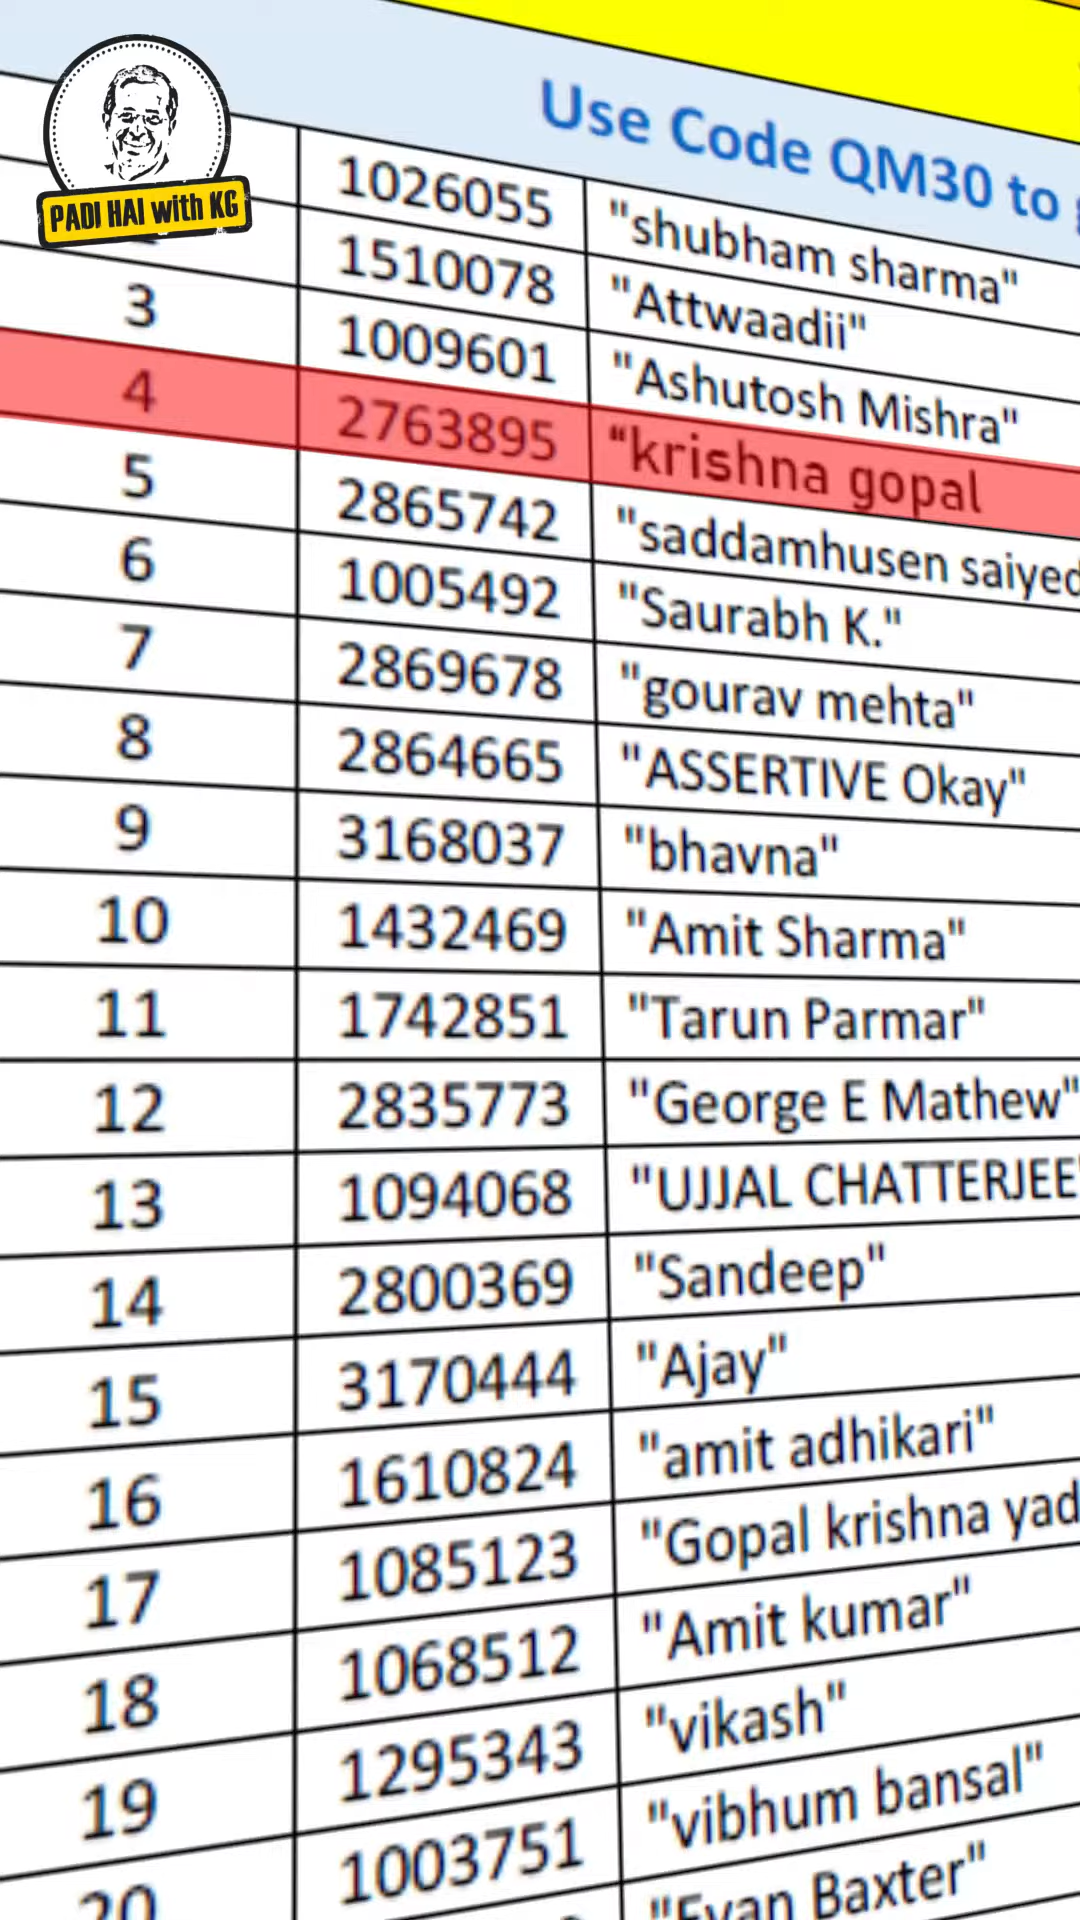 PADI HAI with KG
Use Code QM30 to
1026055 "shubham sharma"
1510078 "Attwaadii"
3 1009601 "Ashutosh Mishra"
4 2763895 “krishna gopal
5 2865742 "saddamhusen saiyed
6 1005492 "Saurabh K."
7 2869678 "gourav mehta"
8 2864665 "ASSERTIVE Okay"
9 3168037 "bhavna"
10 1432469 "Amit Sharma"
11 1742851 "Tarun Parmar"
12 2835773 "George E Mathew"
13 1094068 "UJJAL CHATTERJEE"
14 2800369 "Sandeep"
15 3170444 "Ajay"
16 1610824 "amit adhikari"
17 1085123 "Gopal krishna yad
18 1068512 "Amit kumar"
19 1295343 "vikash"
20 1003751 "vibhum bansal"
"Evan Baxter"